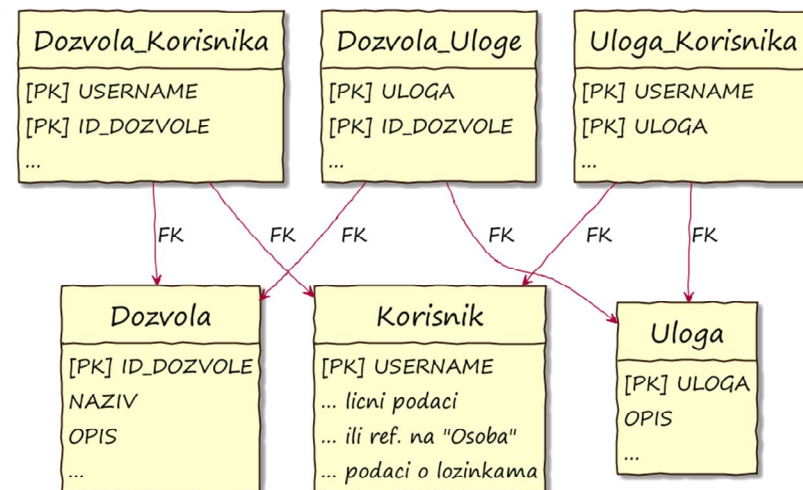 Dozvola_Korisnika
[PK] USERNAME
[PK] ID_DOZVOLE
...
Dozvola_Uloge
[PK] ULOGA
[PK] ID_DOZVOLE
...
Uloga_Korisnika
[PK] USERNAME
[PK] ULOGA
...
FK
FK
FK
FK
FK
FK
Dozvola
[PK] ID_DOZVOLE
NAZIV
OPIS
...
Korisnik
[PK] USERNAME
... licni podaci
... ili ref. na "Osoba"
... podaci o lozinkama
Uloga
[PK] ULOGA
OPIS
...